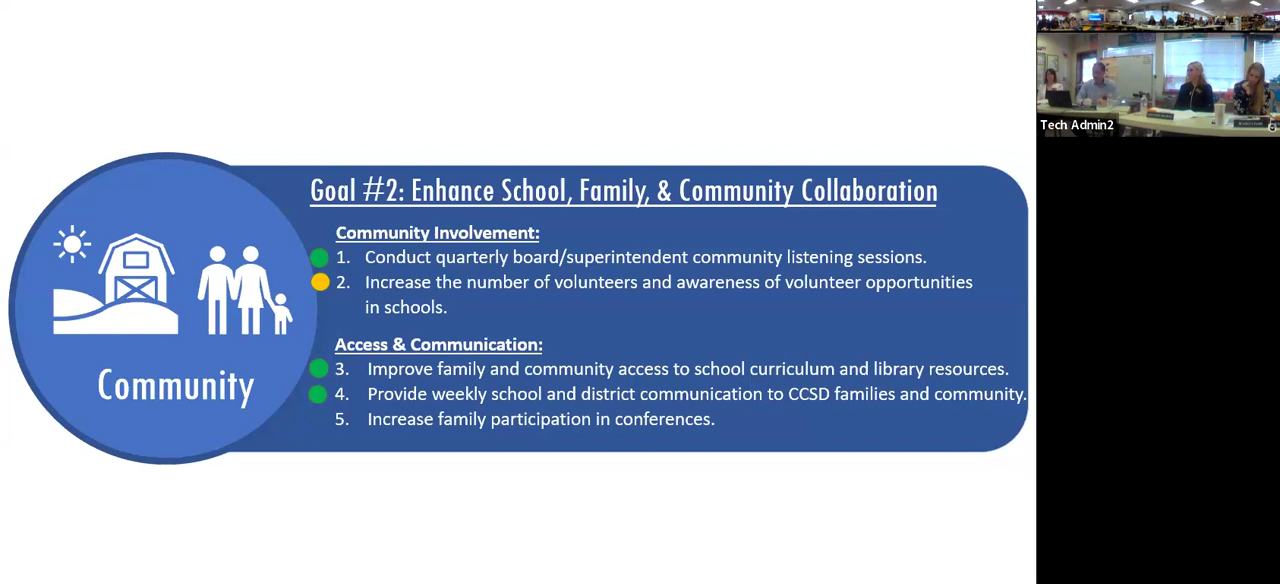 Goal #2: Enhance School, Family, & Community Collaboration
Community Involvement:
1. Conduct quarterly board/superintendent community listening sessions.
2. Increase the number of volunteers and awareness of volunteer opportunities
in schools.
Access & Communication:
3. Improve family and community access to school curriculum and library resources.
4. Provide weekly school and district communication to CCSD families and community.
5. Increase family participation in conferences.
Community
Tech Admin2